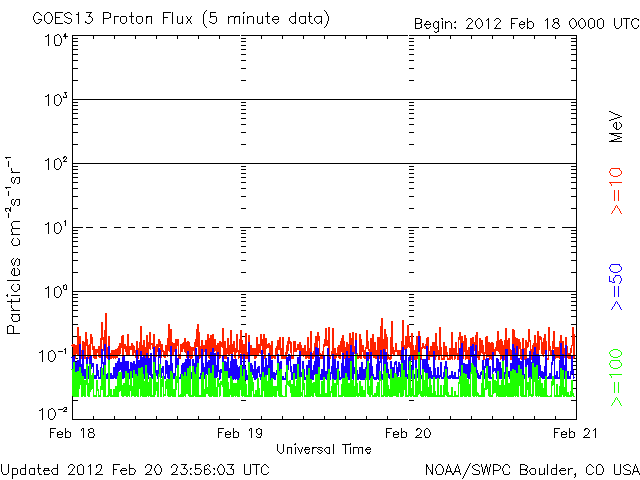 GOES13 Proton Flux (5 minute data)
Begin: 2012 Feb 18 0000 UTC
Particles cm⁻²s⁻¹sr⁻¹
10⁴
10³
10²
10¹
10⁰
10⁻¹
10⁻²
MeV
>=10
>=50
>=100
Feb 18
Feb 19
Feb 20
Feb 21
Universal Time
Updated 2012 Feb 20 23:56:03 UTC
NOAA/SWPC Boulder, CO USA